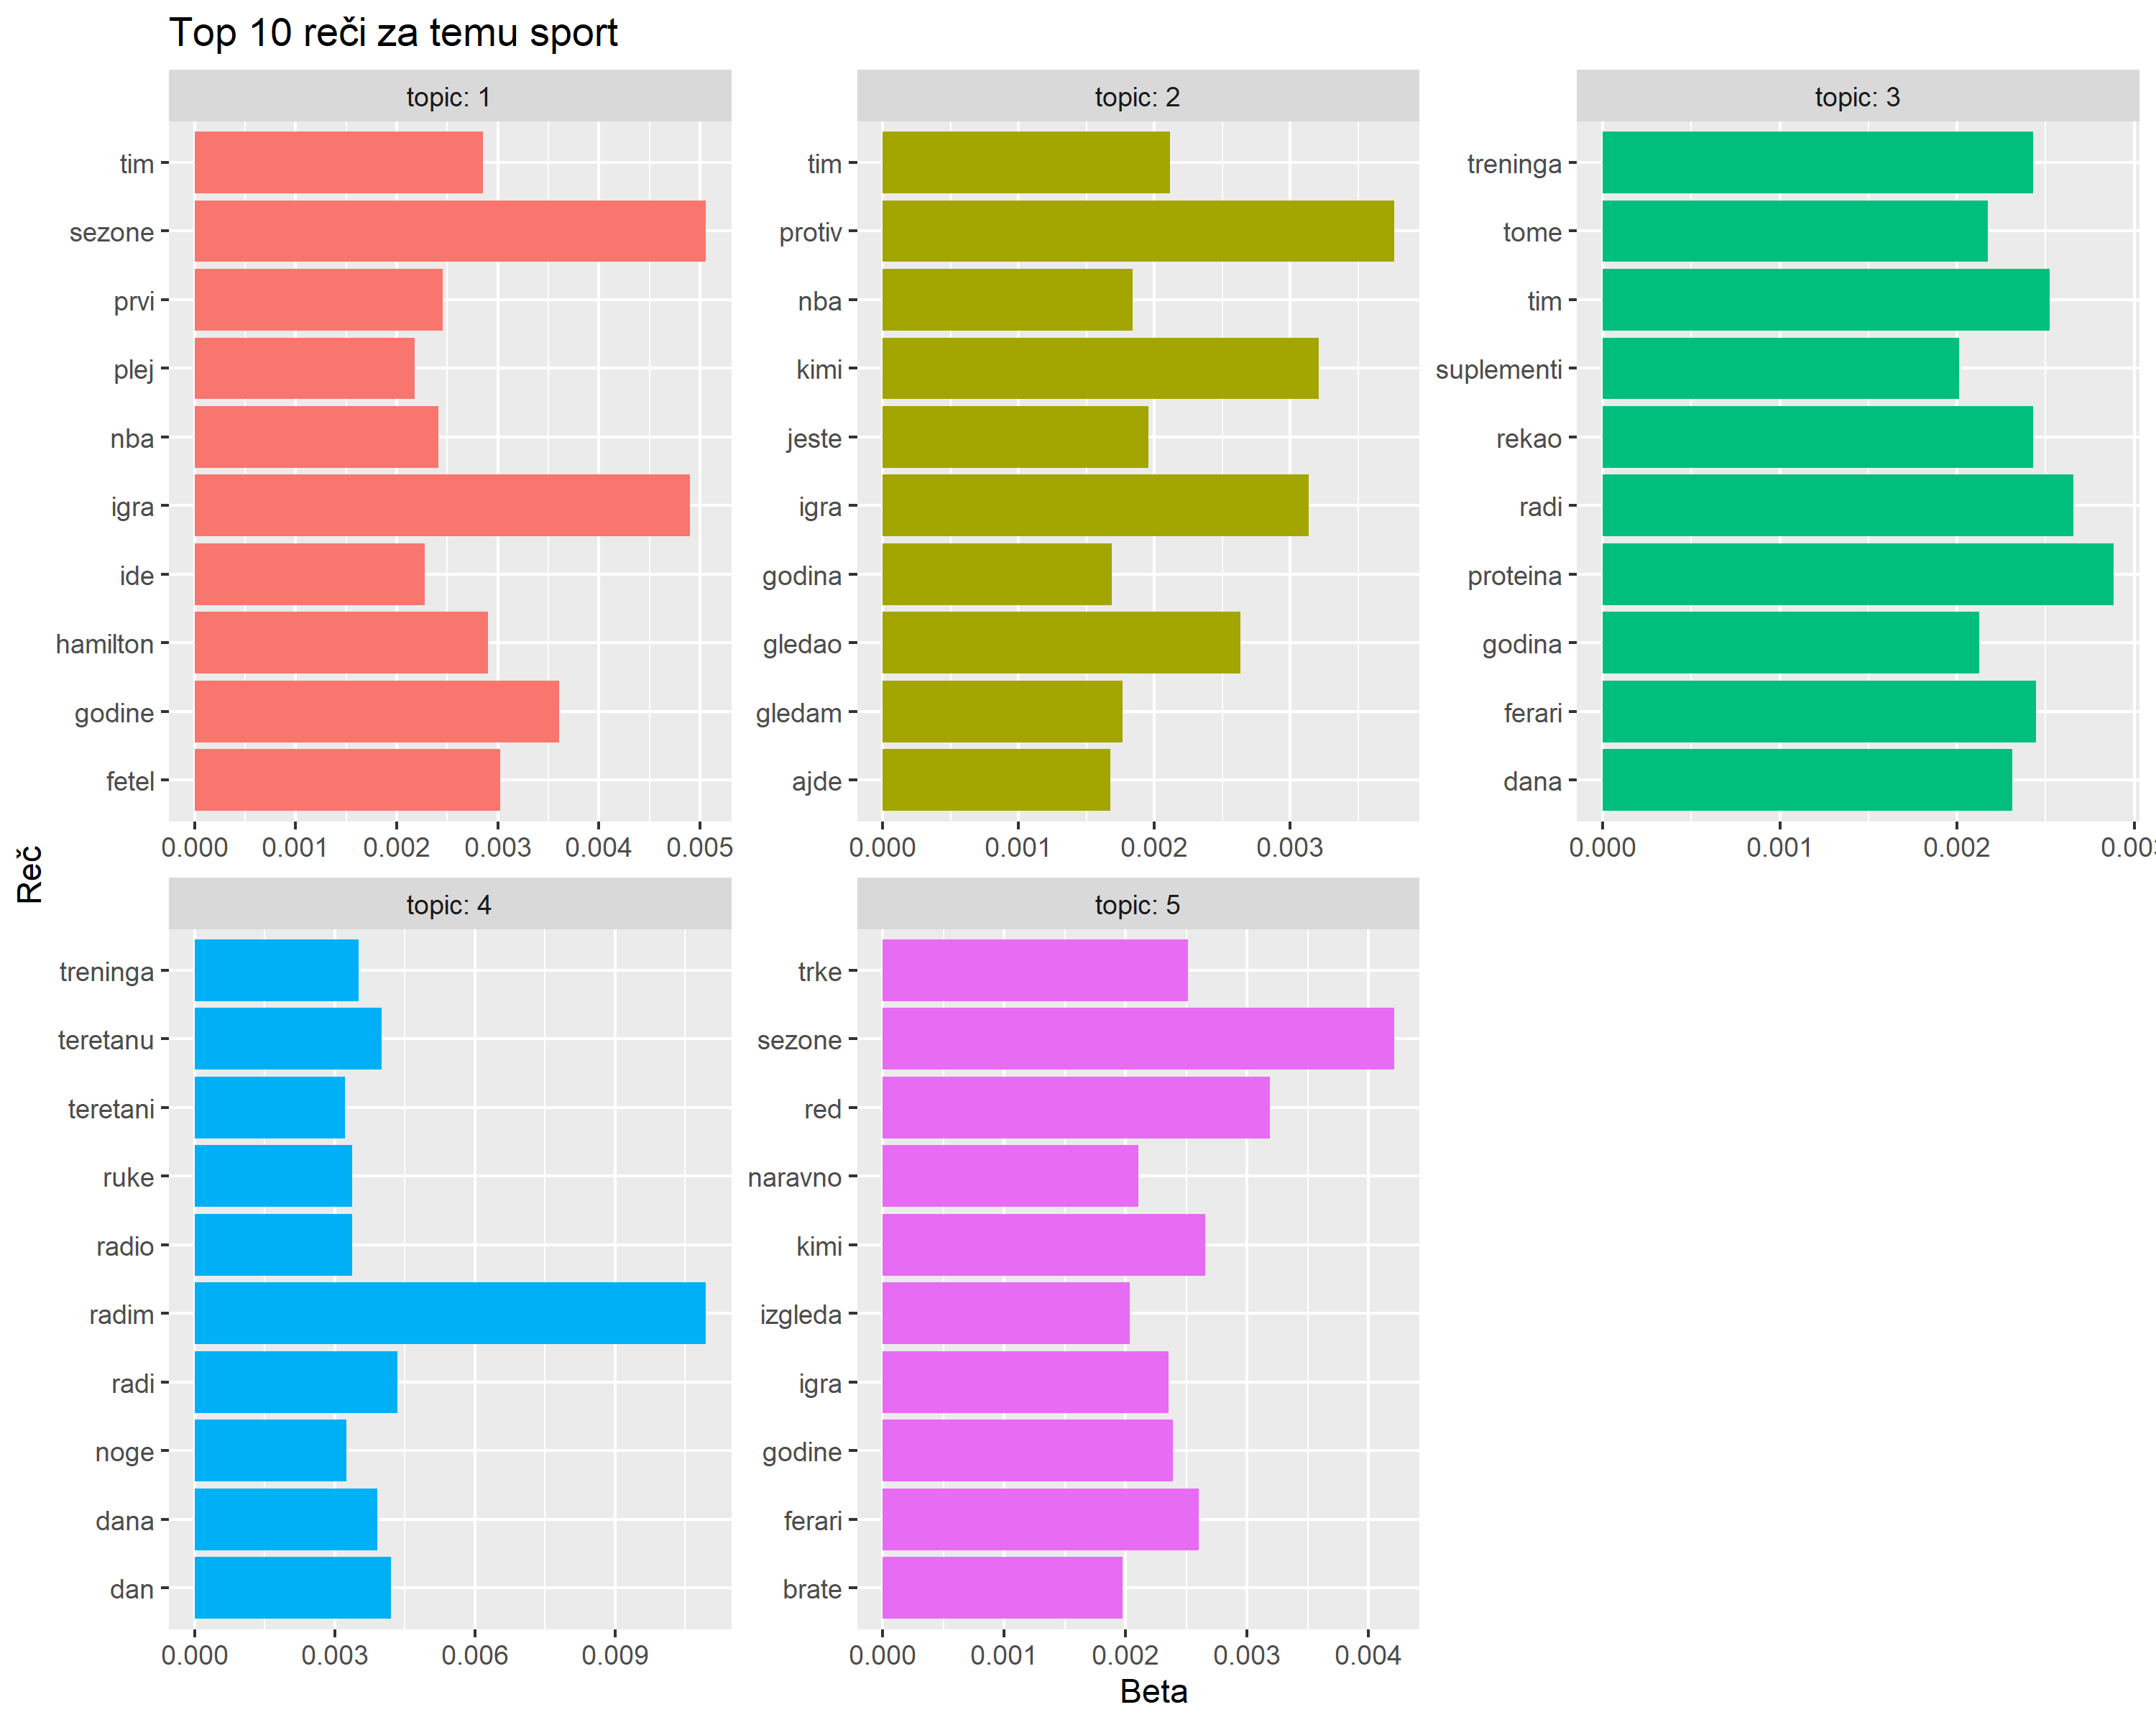 Top 10 reči za temu sport
topic: 1
tim
sezone
prvi
plej
nba
igra
ide
hamilton
godine
fetel
0.000 0.001 0.002 0.003 0.004 0.005
topic: 2
tim
protiv
nba
kimi
jeste
igra
godina
gledao
gledam
ajde
0.000 0.001 0.002 0.003
topic: 3
treninga
tome
tim
suplementi
rekao
radi
proteina
godina
ferari
dana
0.000 0.001 0.002 0.003
Reč
topic: 4
treninga
teretanu
teretani
ruke
radio
radim
radi
noge
dana
dan
0.000 0.003 0.006 0.009
topic: 5
trke
sezone
red
naravno
kimi
izgleda
igra
godine
ferari
brate
0.000 0.001 0.002 0.003 0.004
Beta